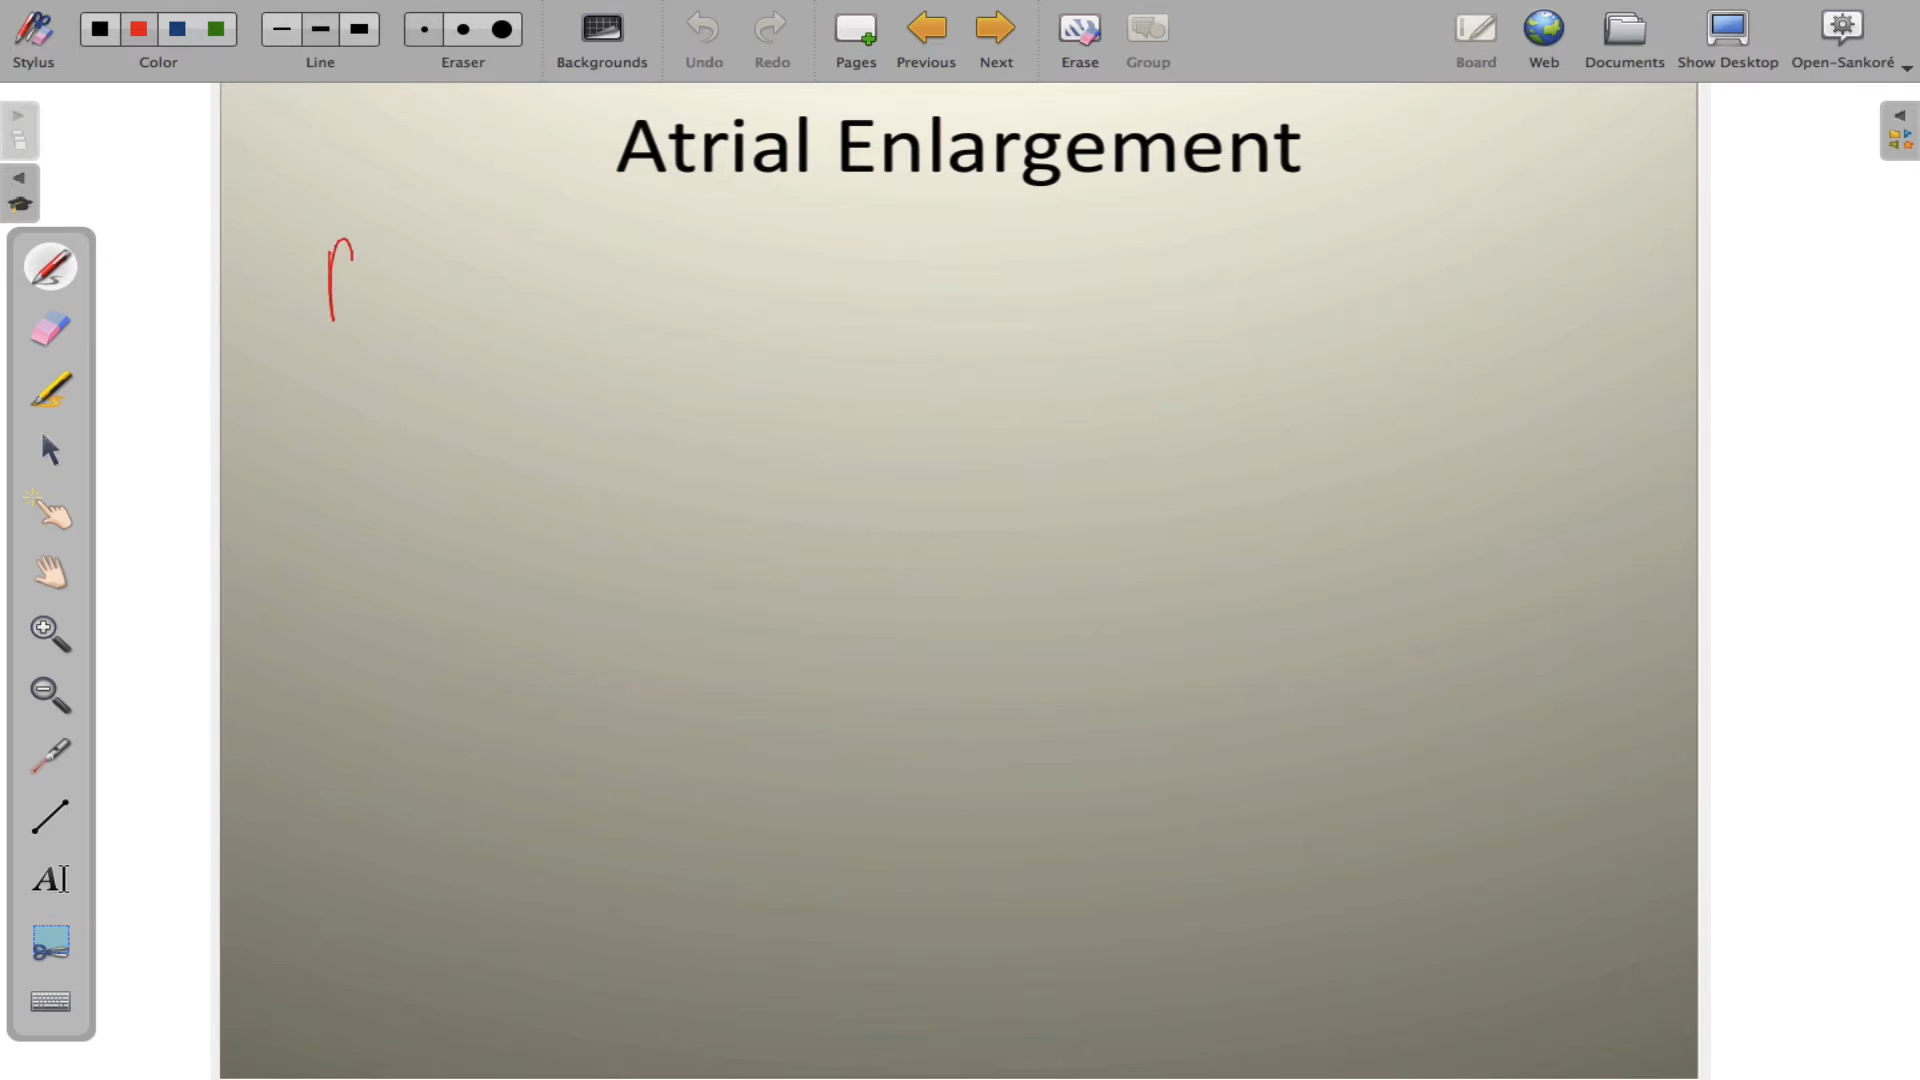 Stylus
Color
Line
Eraser
Backgrounds
Undo
Redo
Pages
Previous
Next
Erase
Group
Board
Web
Documents
Show Desktop
Open-Sankoré
Atrial Enlargement